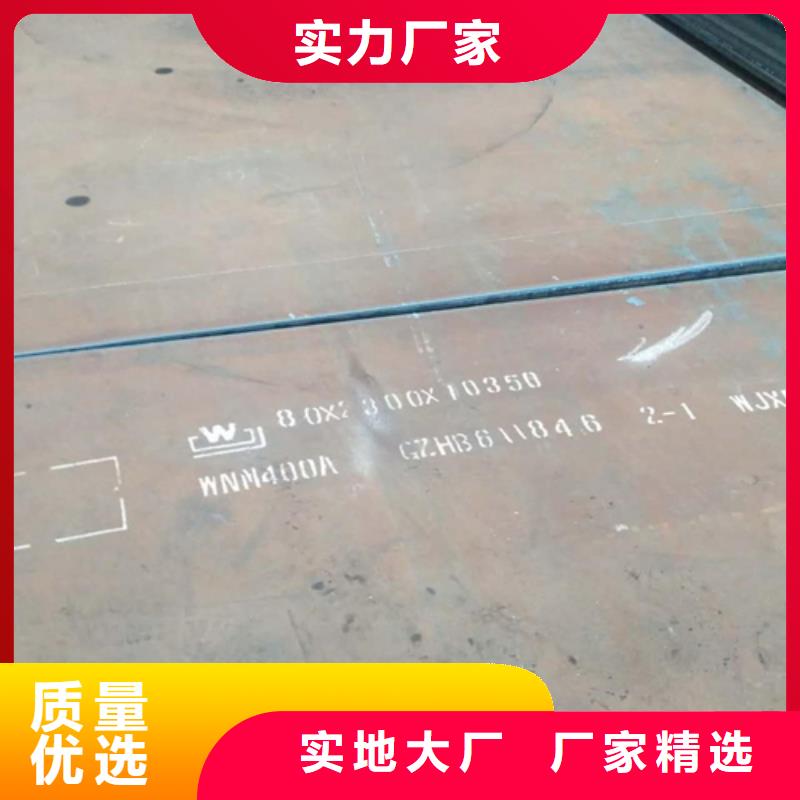 实力厂家
W
80X2300X10350
WNM400A GZHB611846 2-1 WJX
质量
优选
实地大厂 厂家精选